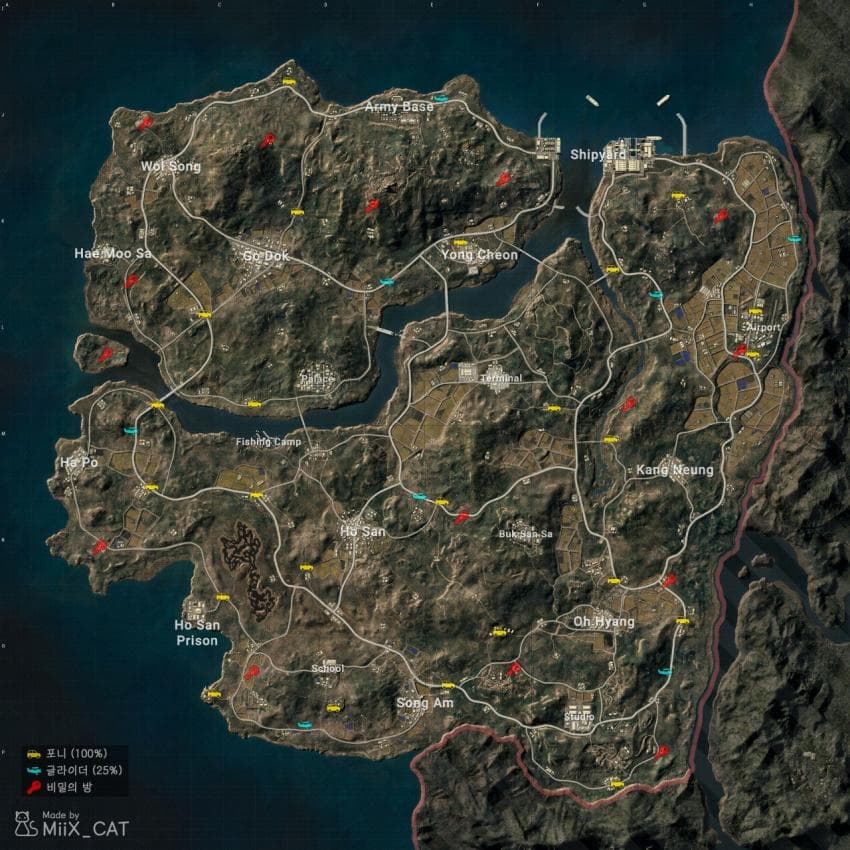 A
B
C
D
E
F
G
H
J
Army Base
Shipyard
Wol Song
K
Hae Moo Sa
Go Dok
Yong Cheon
L
Airport
Palace
Terminal
M
Fishing Camp
Ha Po
Kang Neung
Ho San
Buk San Sa
N
Ho San
Prison
Oh Hyang
O
School
Song Am
Studio
P
포니 (100%)
글라이더 (25%)
비밀의 방
Made by
MiiX_CAT